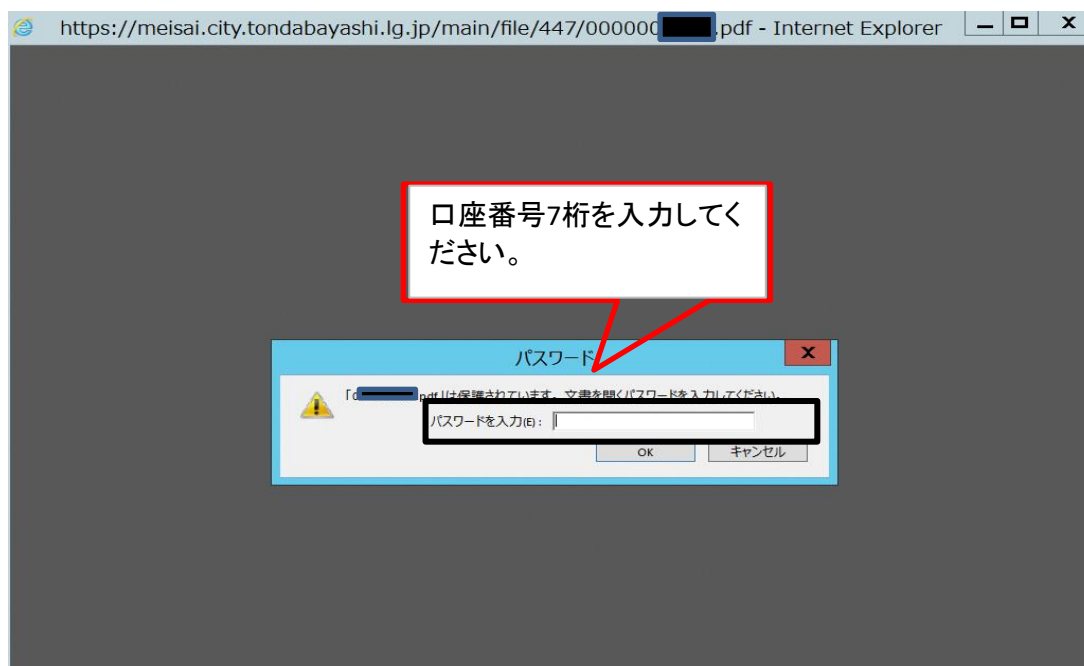 https://meisai.city.tondabayashi.lg.jp/main/file/447/000000 .pdf - Internet Explorer
口座番号7桁を入力してく
ださい。
パスワード
「 .pdf」は保護されています。文書を開くパスワードを入力してください。
パスワードを入力(E):
OK キャンセル